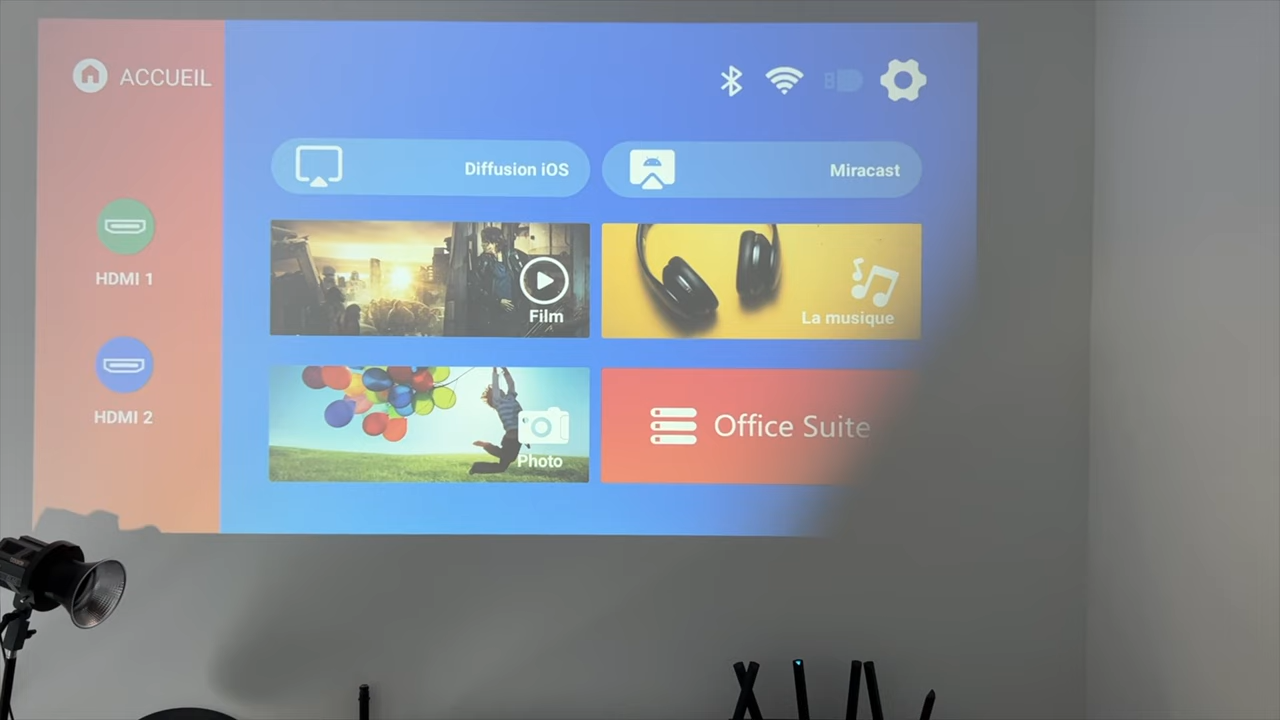 ACCUEIL
Diffusion iOS
Miracast
HDMI 1
Film
La musique
HDMI 2
Office Suite
Photo